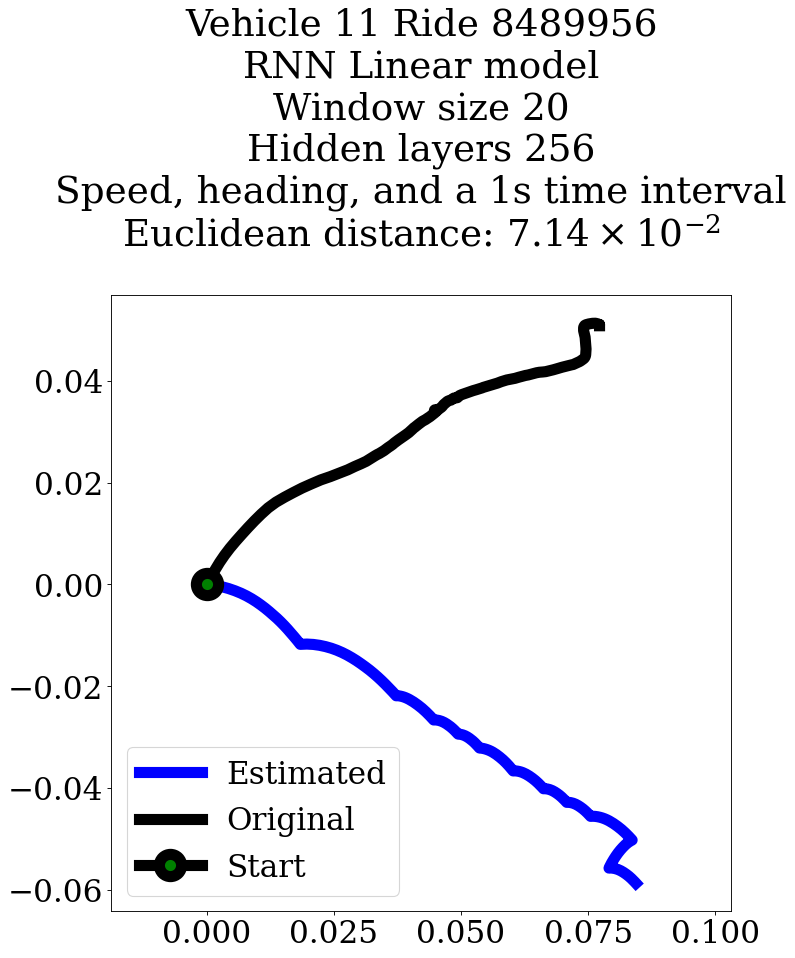 Vehicle 11 Ride 8489956
RNN Linear model
Window size 20
Hidden layers 256
Speed, heading, and a 1s time interval
Euclidean distance: 7.14 × 10⁻²
0.04
0.02
0.00
−0.02
−0.04
−0.06
Estimated
Original
Start
0.000 0.025 0.050 0.075 0.100